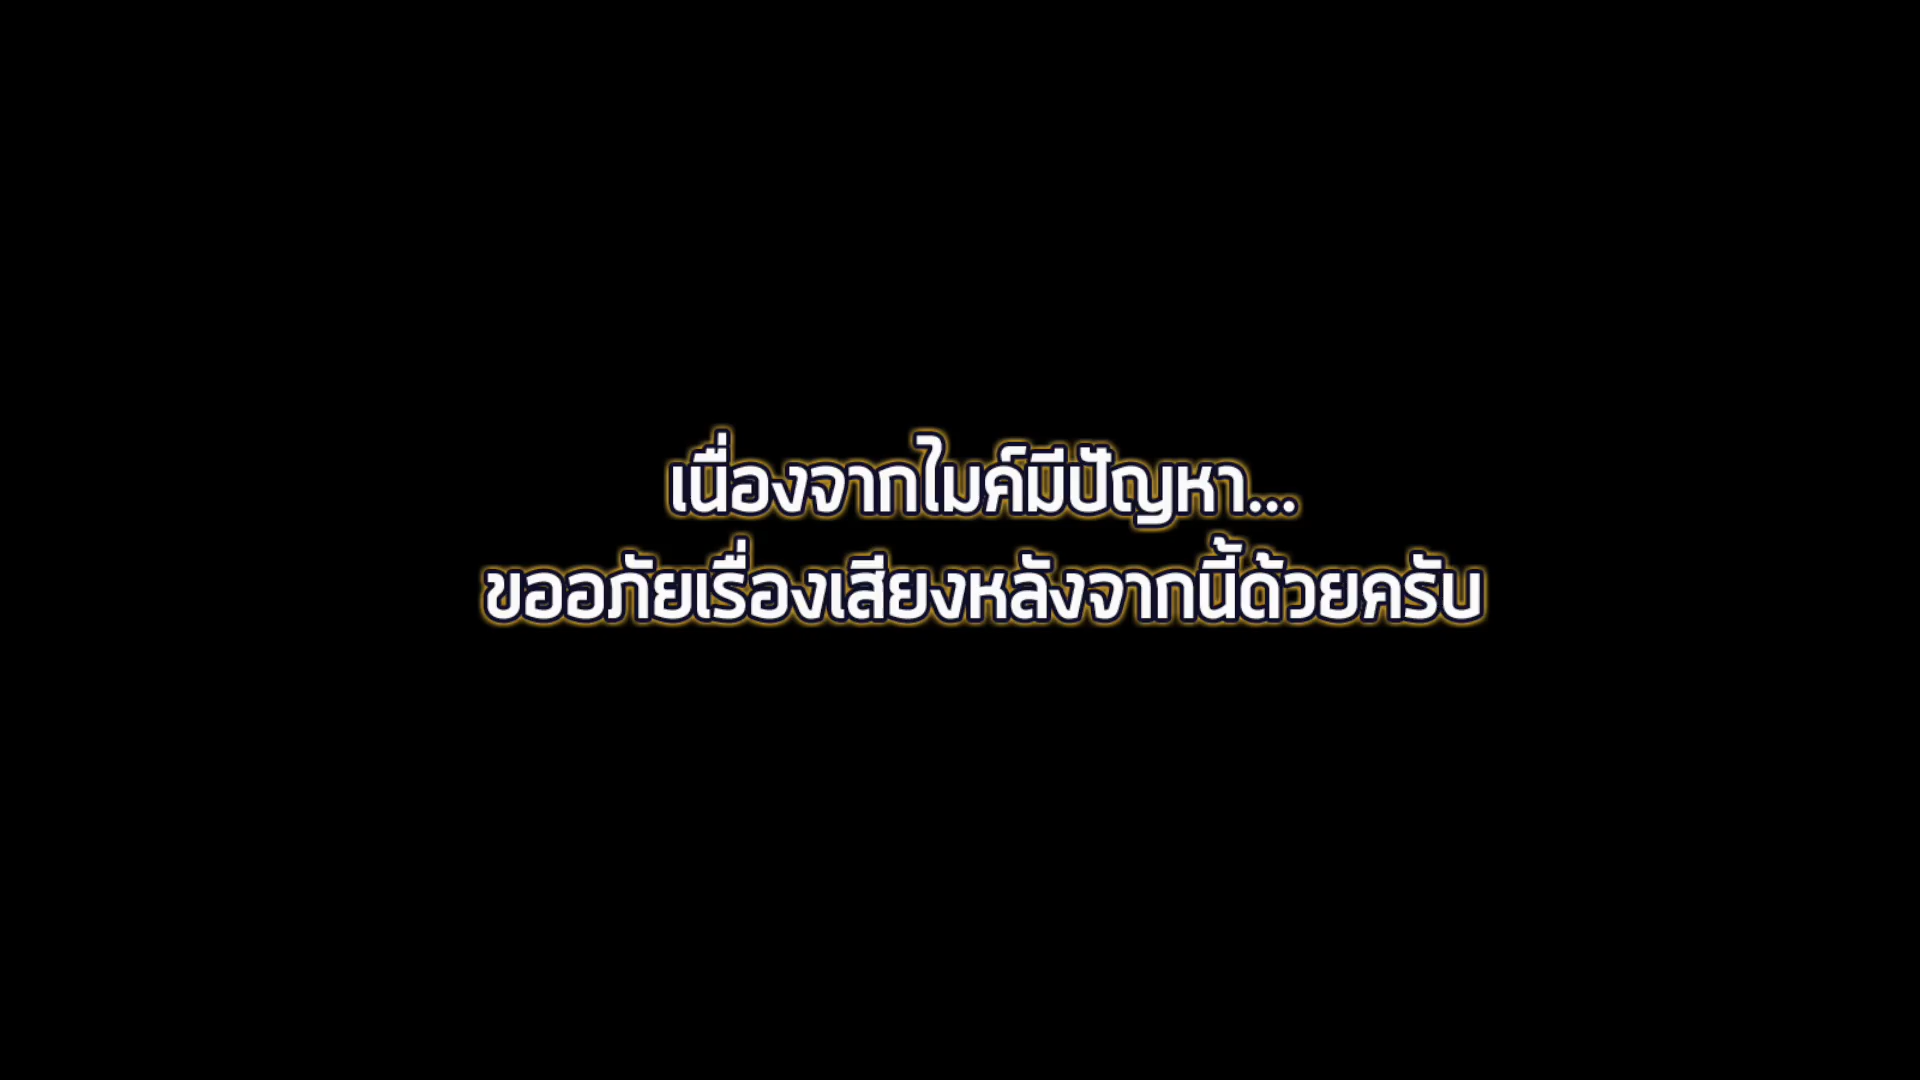 เนื่องจากไมค์มีปัญหา...
ขออภัยเรื่องเสียงหลังจากนี้ด้วยครับ